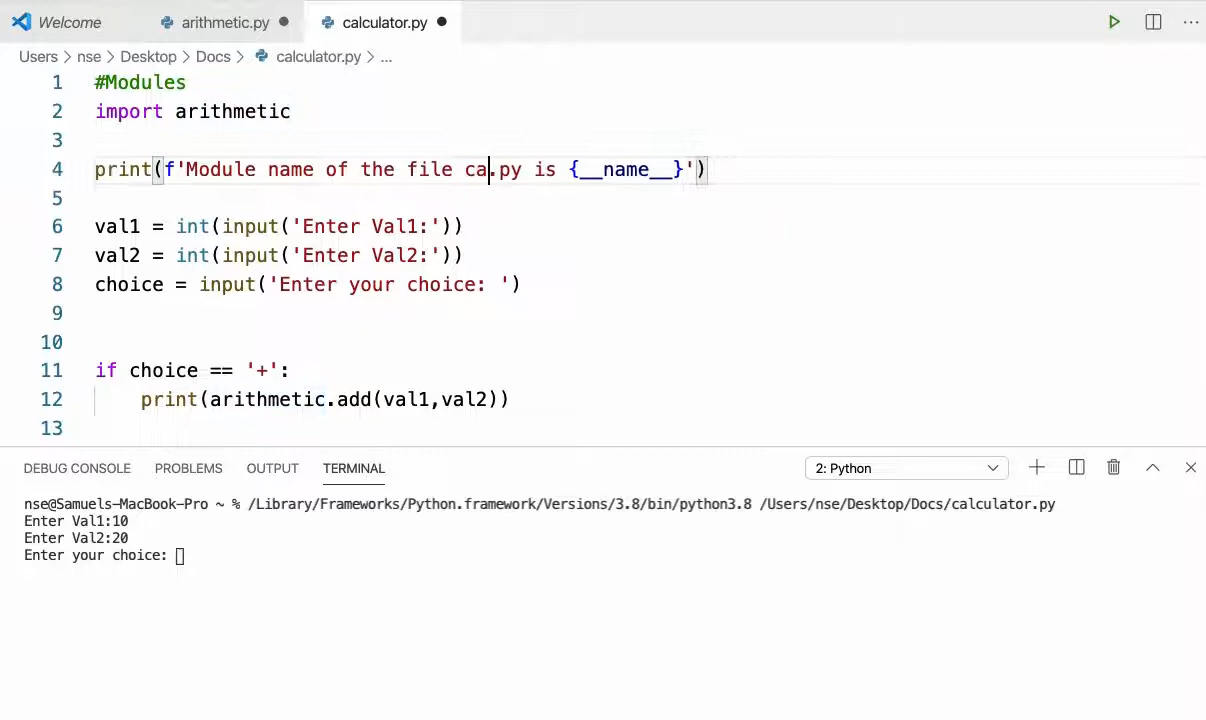 Welcome arithmetic.py calculator.py
Users > nse > Desktop > Docs > calculator.py > ...
1 #Modules
2 import arithmetic
3
4 print(f'Module name of the file ca.py is {__name__}')
5
6 val1 = int(input('Enter Val1:'))
7 val2 = int(input('Enter Val2:'))
8 choice = input('Enter your choice: ')
9
10
11 if choice == '+':
12     print(arithmetic.add(val1,val2))
13
DEBUG CONSOLE PROBLEMS OUTPUT TERMINAL 2: Python
nse@Samuels-MacBook-Pro ~ % /Library/Frameworks/Python.framework/Versions/3.8/bin/python3.8 /Users/nse/Desktop/Docs/calculator.py
Enter Val1:10
Enter Val2:20
Enter your choice: